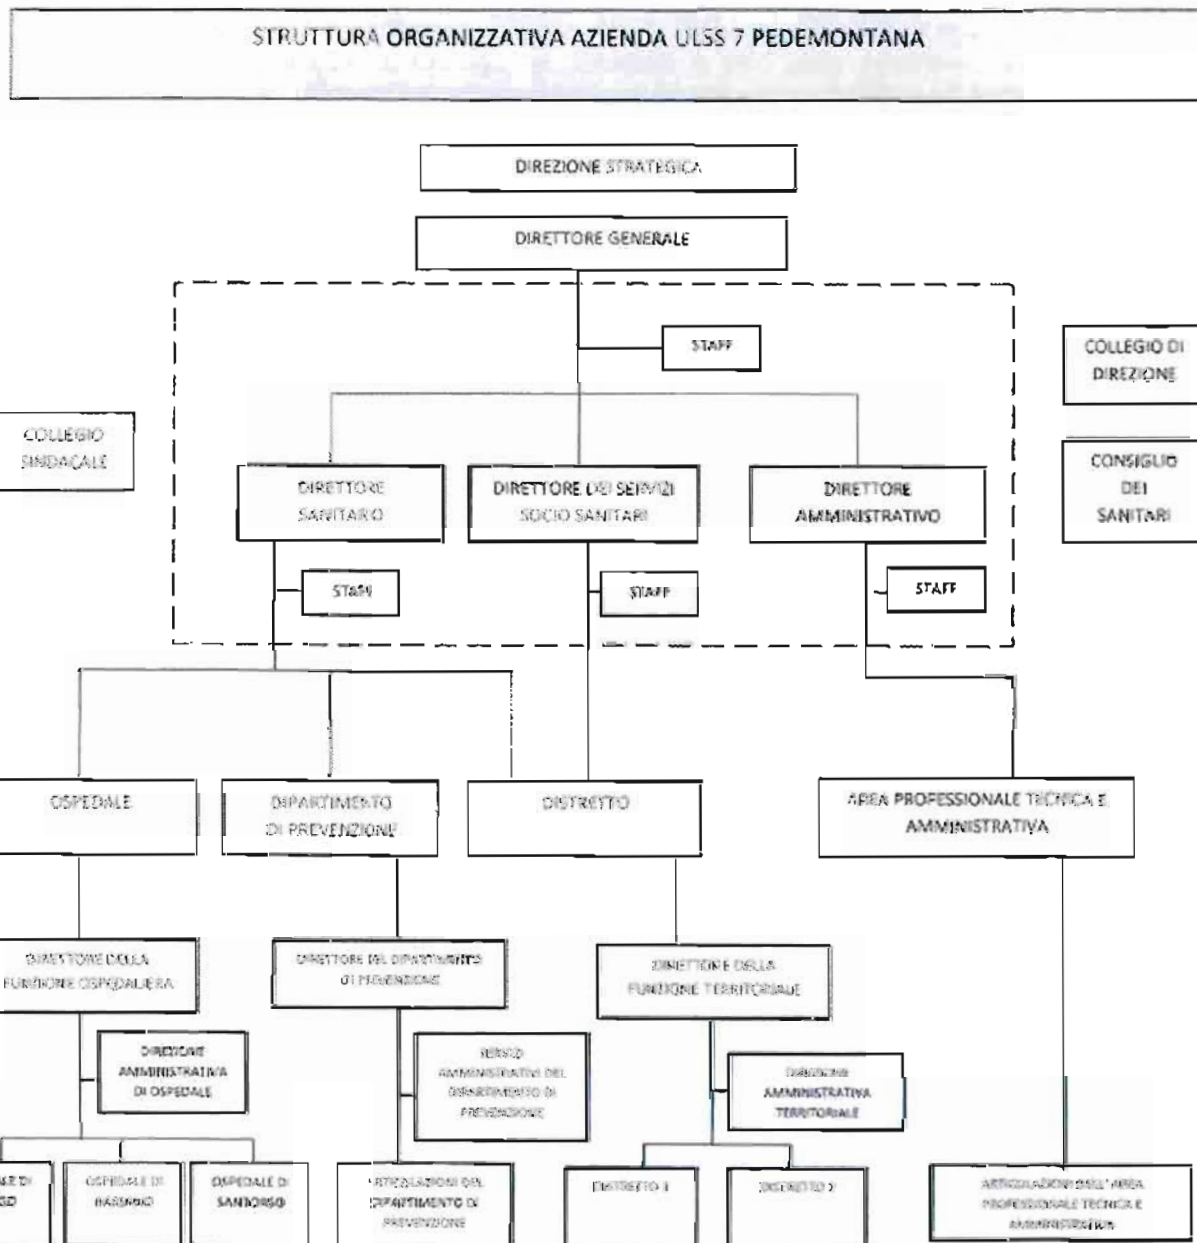 STRUTTURA ORGANIZZATIVA AZIENDA ULSS 7 PEDEMONTANA
DIREZIONE STRATEGICA
DIRETTORE GENERALE
STAFF
COLLEGIO DI
DIREZIONE
COLLEGIO
SINDACALE
CONSIGLIO
DEI
SANITARI
DIRETTORE
SANITARIO
DIRETTORE DEI SERVIZI
SOCIO SANITARI
DIRETTORE
AMMINISTRATIVO
STAFF
STAFF
STAFF
OSPEDALE
DIPARTIMENTO
DI PREVENZIONE
DISTRETTO
AREA PROFESSIONALE TECNICA E
AMMINISTRATIVA
DIRETTORE DELLA
FUNZIONE OSPEDALIERA
DIRETTORE DEL DIPARTIMENTO
DI PREVENZIONE
DIRETTORE DELLA
FUNZIONE TERRITORIALE
DIREZIONE
AMMINISTRATIVA
DI OSPEDALE
SERVIZI
AMMINISTRATIVI DEL
DIPARTIMENTO DI
PREVENZIONE
DIREZIONE
AMMINISTRATIVA
TERRITORIALE
OSPEDALE DI
BASSANO
OSPEDALE DI
SANTORSO
ARTICOLAZIONI DEL
DIPARTIMENTO DI
PREVENZIONE
DISTRETTO 1
DISTRETTO 2
ARTICOLAZIONI DELL'AREA
PROFESSIONALE TECNICA E
AMMINISTRATIVA